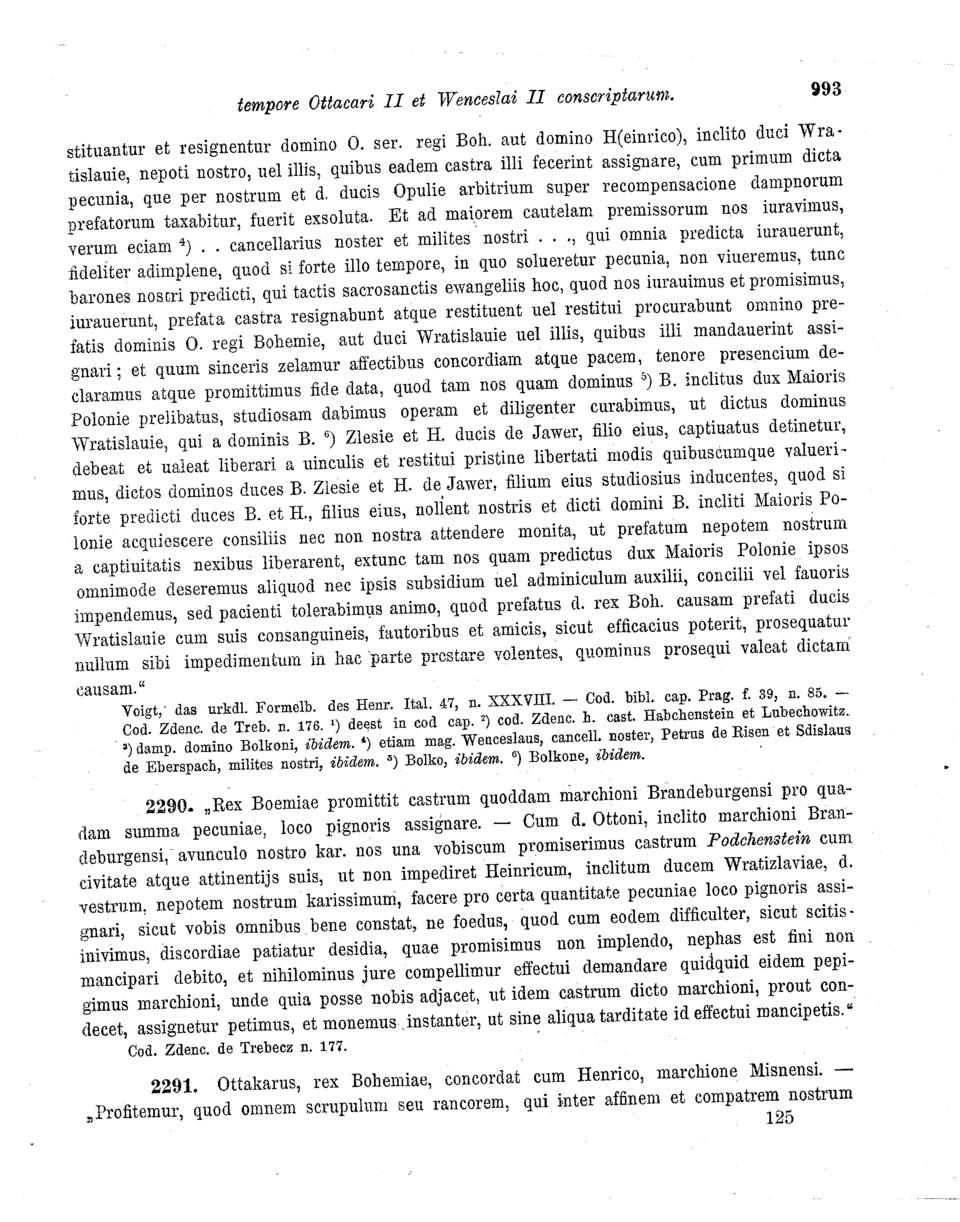 tempore Ottacari II et Wenceslai II conscriptarum. 993
stituantur et resignentur domino O. ser. regi Boh. aut domino H(einrico), inclito duci Wra-
tislauie, nepoti nostro, uel illis, quibus eadem castra illi fecerint assignare, cum primum dicta
pecunia, que per nostrum et d. ducis Opulie arbitrium super recompensacione dampnorum
prefatorum taxabitur, fuerit exsoluta. Et ad maiorem cautelam premissorum nos iuravimus,
verum eciam ⁴) . . cancellarius noster et milites nostri . . ., qui omnia predicta iurauerunt,
fideliter adimplene, quod si forte illo tempore, in quo solueretur pecunia, non viueremus, tunc
barones nostri predicti, qui tactis sacrosanctis ewangeliis hoc, quod nos iurauimus et promisimus,
iurauerunt, prefata castra resignabunt atque restituent uel restitui procurabunt omnino pre-
fatis dominis O. regi Bohemie, aut duci Wratislauie uel illis, quibus illi mandauerint assi-
gnari; et quum sinceris zelamur affectibus concordiam atque pacem, tenore presencium de-
claramus atque promittimus fide data, quod tam nos quam dominus ⁵) B. inclitus dux Maioris
Polonie prelibatus, studiosam dabimus operam et diligenter curabimus, ut dictus dominus
Wratislauie, qui a dominis B. ⁶) Zlesie et H. ducis de Jawer, filio eius, captiuatus detinetur,
debeat et ualeat liberari a uinculis et restitui pristine libertati modis quibuscumque valueri-
mus, dictos dominos duces B. Zlesie et H. de Jawer, filium eius studiosius inducentes, quod si
forte predicti duces B. et H., filius eius, nollent nostris et dicti domini B. incliti Maioris Po-
lonie acquiescere consiliis nec non nostra attendere monita, ut prefatum nepotem nostrum
a captiuitatis nexibus liberarent, extunc tam nos quam predictus dux Maioris Polonie ipsos
omnimode deseremus aliquod nec ipsis subsidium uel adminiculum auxilii, concilii vel fauoris
impendemus, sed pacienti tolerabimus animo, quod prefatus d. rex Boh. causam prefati ducis
Wratislauie cum suis consanguineis, fautoribus et amicis, sicut efficacius poterit, prosequatur
nullum sibi impedimentum in hac parte prestare volentes, quominus prosequi valeat dictam
causam.“
Voigt, das urkdl. Formelb. des Henr. Ital. 47, n. XXXVIII. — Cod. bibl. cap. Prag. f. 39, n. 85. —
Cod. Zdenc. de Treb. n. 176. ¹) deest in cod cap. ²) cod. Zdenc. h. cast. Habchenstein et Lubechowitz.
³) damp. domino Bolkoni, ibidem. ⁴) etiam mag. Wenceslaus, cancell. noster, Petrus de Risen et Sdislaus
de Eberspach, milites nostri, ibidem. ⁵) Bolko, ibidem. ⁶) Bolkone, ibidem.
2290. „Rex Boemiae promittit castrum quoddam marchioni Brandeburgensi pro qua-
dam summa pecuniae, loco pignoris assignare. — Cum d. Ottoni, inclito marchioni Bran-
deburgensi, avunculo nostro kar. nos una vobiscum promiserimus castrum Podchenstein cum
civitate atque attinentijs suis, ut non impediret Heinricum, inclitum ducem Wratizlaviae, d.
vestrum, nepotem nostrum karissimum, facere pro certa quantitate pecuniae loco pignoris assi-
gnari, sicut vobis omnibus bene constat, ne foedus, quod cum eodem difficulter, sicut scitis
inivimus, discordiae patiatur desidia, quae promisimus non implendo, nephas est fini non
mancipari debito, et nihilominus jure compellimur effectui demandare quidquid eidem pepi-
gimus marchioni, unde quia posse nobis adjacet, ut idem castrum dicto marchioni, prout con-
decet, assignetur petimus, et monemus instanter, ut sine aliqua tarditate id effectui mancipetis.“
Cod. Zdenc. de Trebecz n. 177.
2291. Ottakarus, rex Bohemiae, concordat cum Henrico, marchione Misnensi. —
„Profitemur, quod omnem scrupulum seu rancorem, qui inter affinem et compatrem nostrum
125